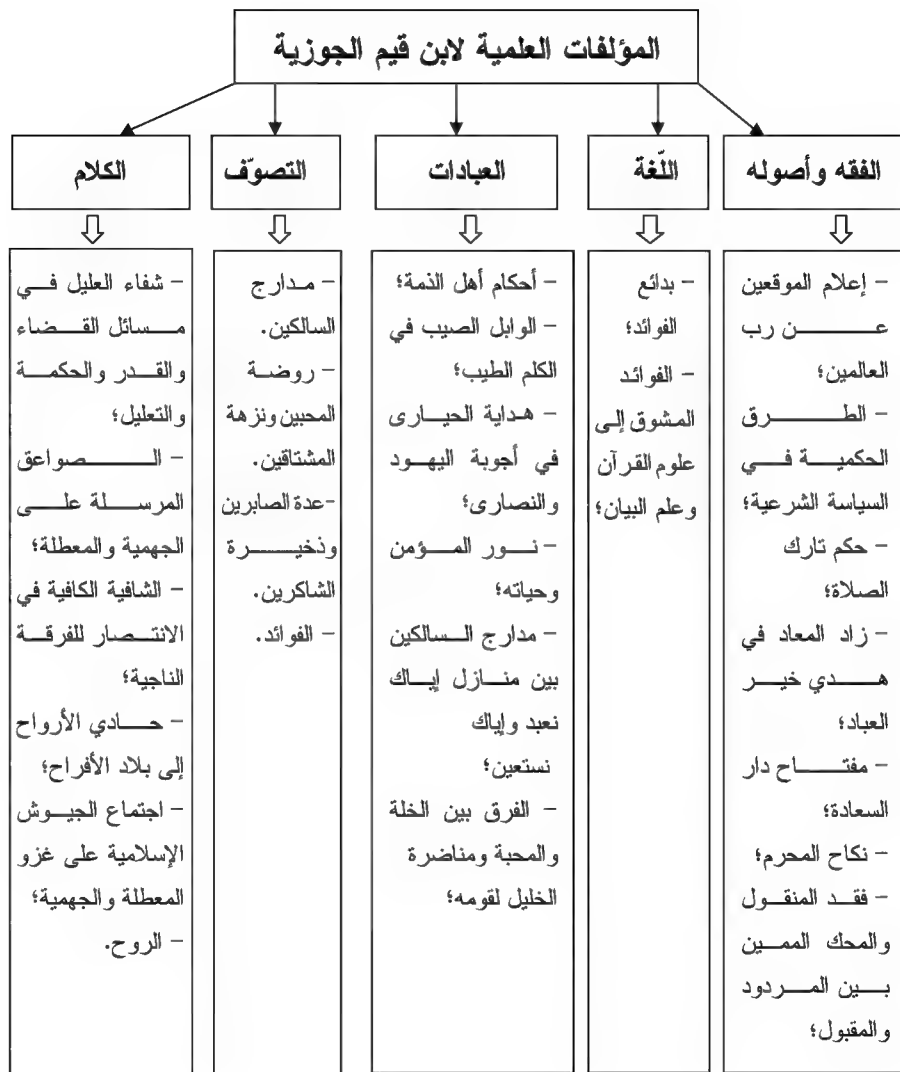 المؤلفات العلمية لابن قيم الجوزية
الفقه وأصوله
- إعلام الموقعين
عن رب
العالمين؛
- الطرق
الحكمية في
السياسة الشرعية؛
- حكم تارك
الصلاة؛
- زاد المعاد في
هدي خير
العباد؛
- مفتاح دار
السعادة؛
- نكاح المحرم؛
- فقد المنقول
والمحك الممين
بين المردود
والمقبول؛
اللّغة
- بدائع
الفوائد؛
- الفوائد
المشوق إلى
علوم القرآن
وعلم البيان؛
العبادات
- أحكام أهل الذمة؛
- الوابل الصيب في
الكلم الطيب؛
- هداية الحيارى
في أجوبة اليهود
والنصارى؛
- نور المؤمن
وحياته؛
- مدارج السالكين
بين منازل إياك
نعبد وإياك
نستعين؛
- الفرق بين الخلة
والمحبة ومناضرة
الخليل لقومه؛
التصوّف
- مدارج
السالكين.
- روضة
المحبين ونزهة
المشتاقين.
-عدة الصابرين
وذخيرة
الشاكرين.
- الفوائد.
الكلام
- شفاء العليل في
مسائل القضاء
والقدر والحكمة
والتعليل؛
- الصواعق
المرسلة على
الجهمية والمعطلة؛
- الشافية الكافية في
الانتصار للفرقة
الناجية؛
- حادي الأرواح
إلى بلاد الأفراح؛
- اجتماع الجيوش
الإسلامية على غزو
المعطلة والجهمية؛
- الروح.